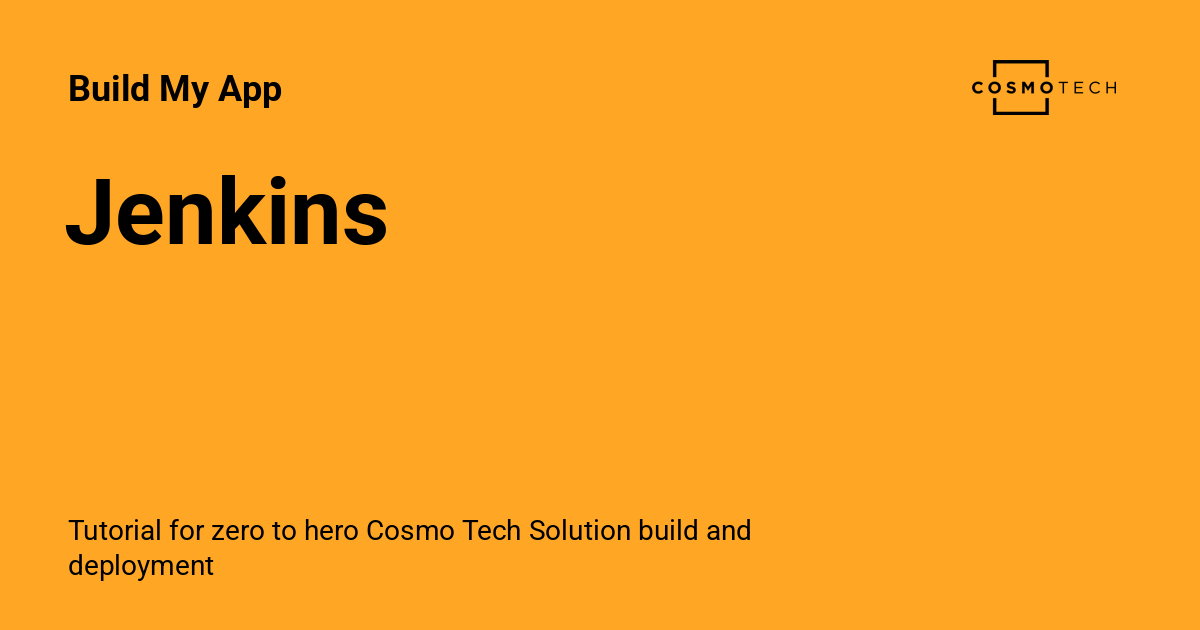 Build My App
COSMOTECH
Jenkins
Tutorial for zero to hero Cosmo Tech Solution build and
deployment